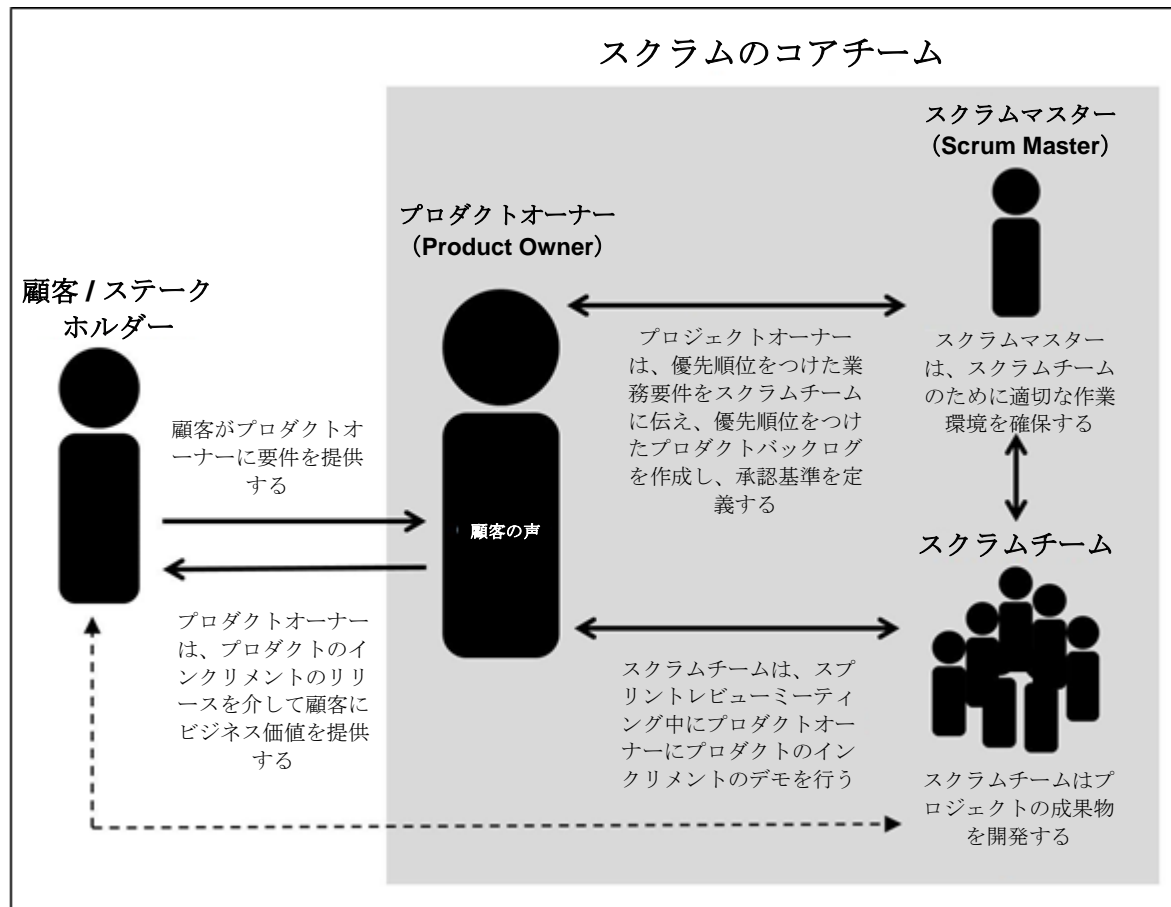 スクラムのコアチーム
スクラムマスター
（Scrum Master）
プロダクトオーナー
（Product Owner）
顧客 / ステーク
ホルダー
プロジェクトオーナー
は、優先順位をつけた業
務要件をスクラムチーム
に伝え、優先順位をつけ
たプロダクトバックログ
を作成し、承認基準を定
義する
スクラムマスター
は、スクラムチーム
のために適切な作業
環境を確保する
顧客がプロダクトオ
ーナーに要件を提供
する
顧客の声
スクラムチーム
プロダクトオーナー
は、プロダクトのイ
ンクリメントのリリ
ースを介して顧客に
ビジネス価値を提供
する
スクラムチームは、スプ
リントレビューミーティ
ング中にプロダクトオー
ナーにプロダクトのイン
クリメントのデモを行う
スクラムチームはプ
ロジェクトの成果物
を開発する